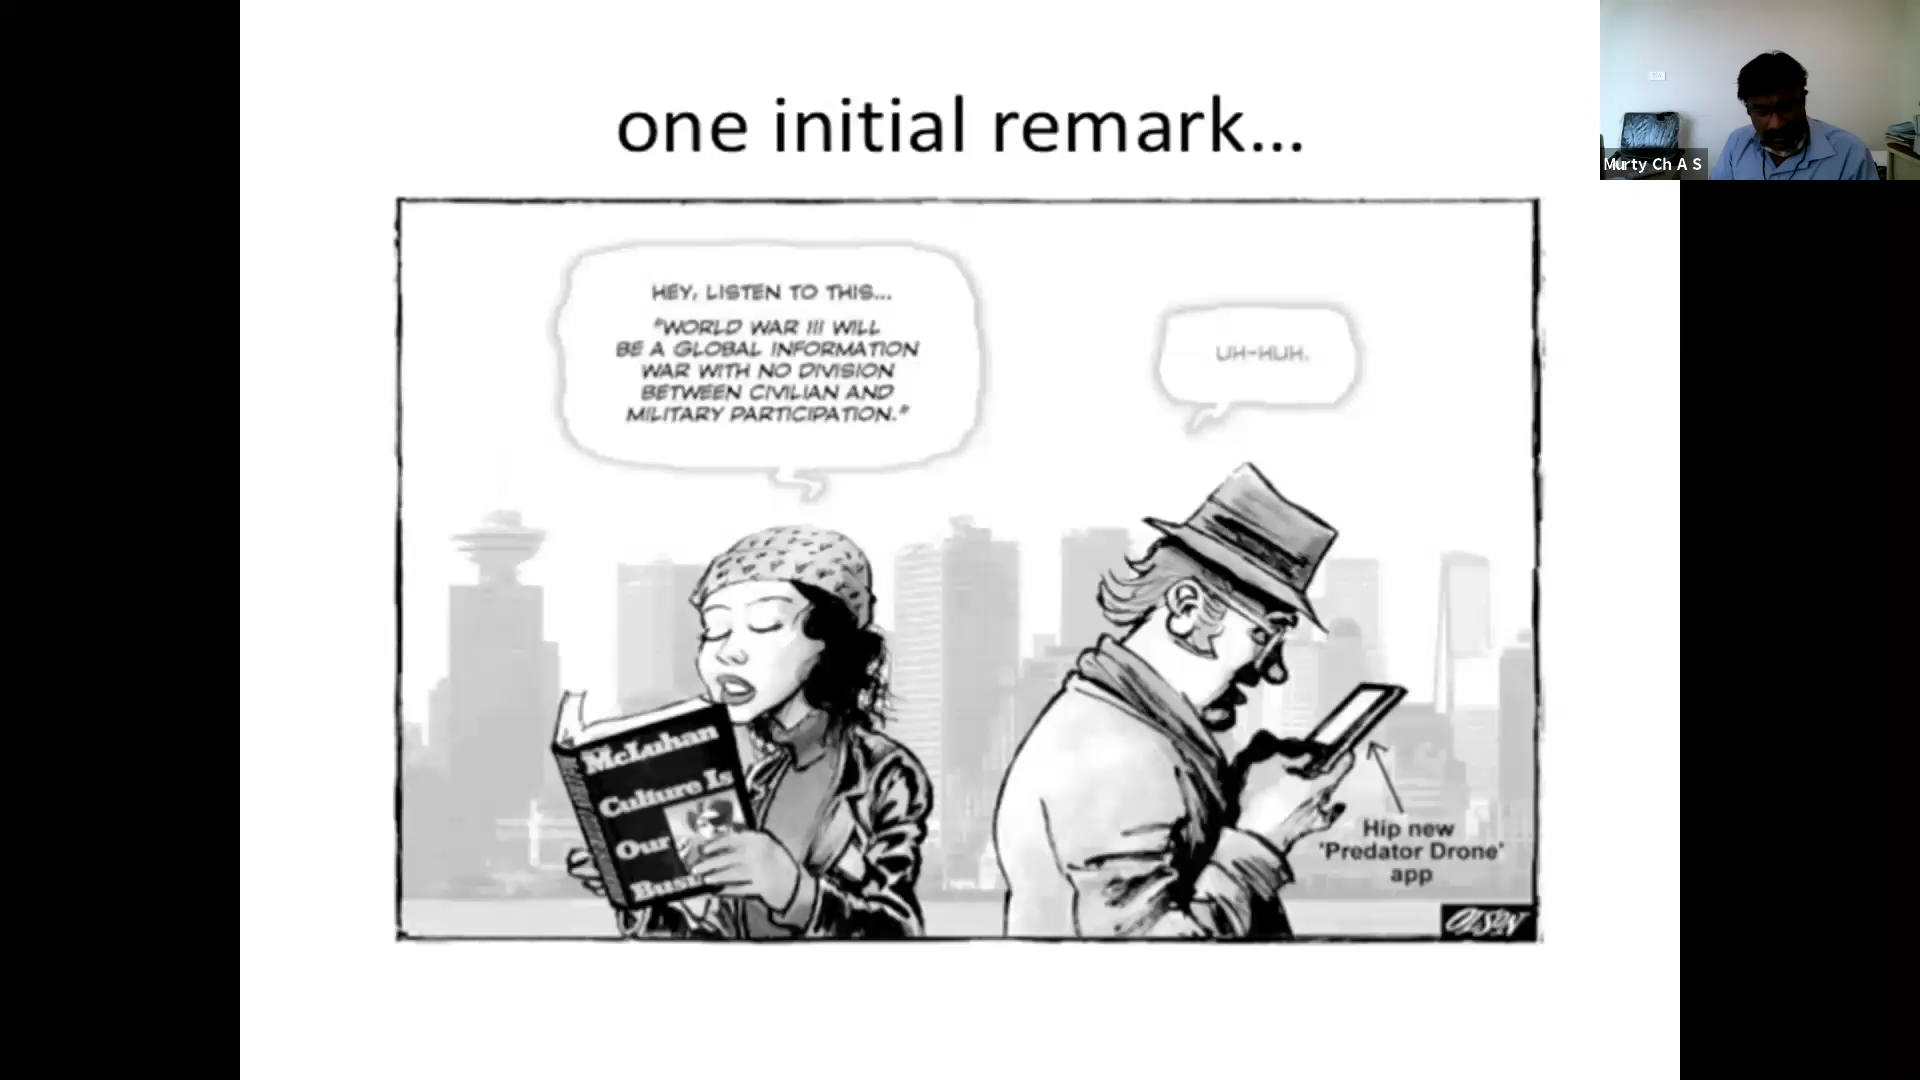 one initial remark...
Murty Ch A S
HEY, LISTEN TO THIS...
"WORLD WAR III WILL
BE A GLOBAL INFORMATION
WAR WITH NO DIVISION
BETWEEN CIVILIAN AND
MILITARY PARTICIPATION."
UH-HUH.
McLuhan
Culture Is
Our
Hip new
'Predator Drone'
app
OLSON